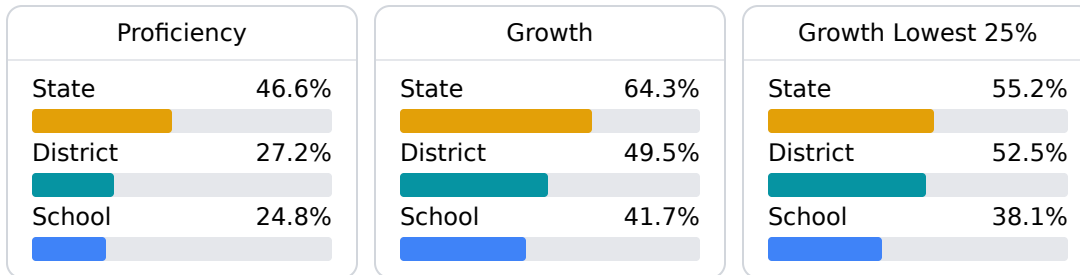 Proficiency
State 46.6%
District 27.2%
School 24.8%
Growth
State 64.3%
District 49.5%
School 41.7%
Growth Lowest 25%
State 55.2%
District 52.5%
School 38.1%